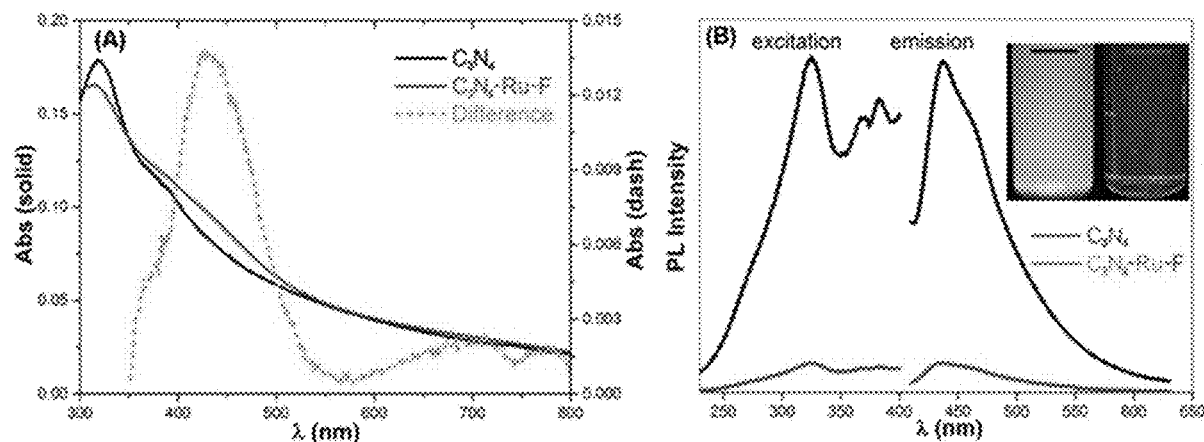 (A)
C₃N₄
C₃N₄-Ru-F
Difference
Abs (solid)
0.20
0.15
0.10
0.05
0.00
Abs (dash)
0.015
0.012
0.009
0.006
0.003
0.000
300 400 500 600 700 800
λ (nm)
(B)
excitation emission
C₃N₄
C₃N₄-Ru-F
PL Intensity
250 300 350 400 450 500 550 600 650
λ (nm)